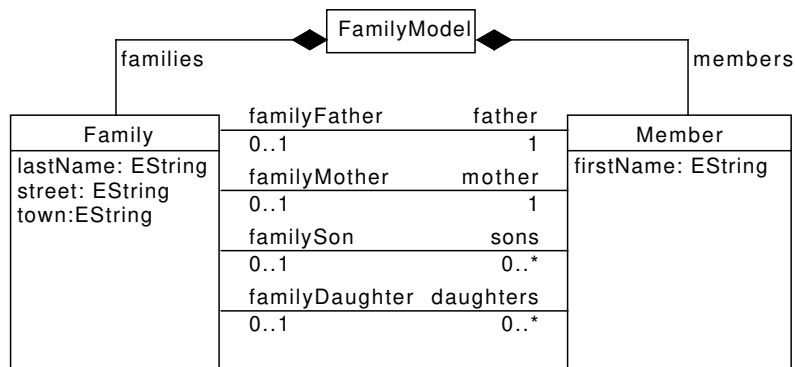 FamilyModel
families
members
Family
lastName: EString
street: EString
town:EString
familyFather father
0..1 1
familyMother mother
0..1 1
familySon sons
0..1 0..*
familyDaughter daughters
0..1 0..*
Member
firstName: EString